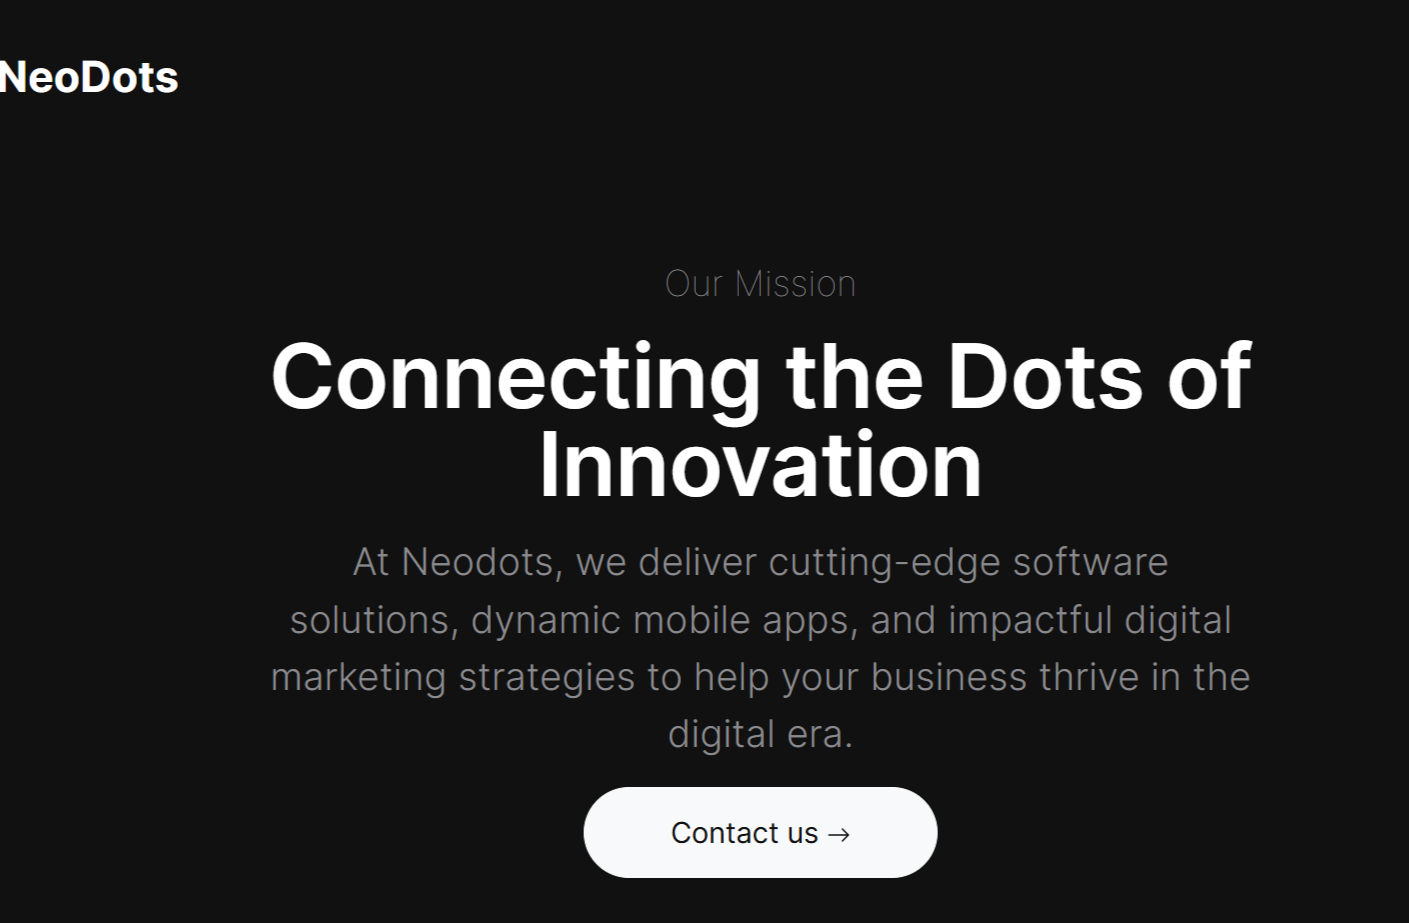 NeoDots
Our Mission
Connecting the Dots of
Innovation
At Neodots, we deliver cutting-edge software
solutions, dynamic mobile apps, and impactful digital
marketing strategies to help your business thrive in the
digital era.
Contact us →